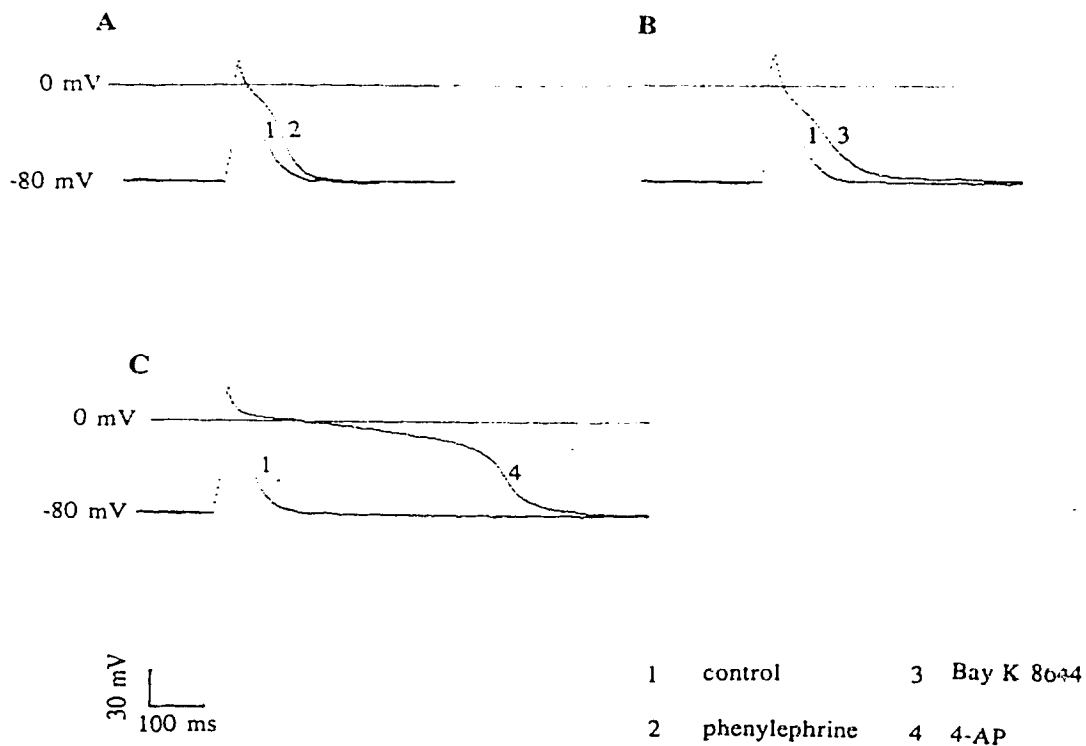 A
B
0 mV
1 2
1 3
-80 mV
C
0 mV
1
4
-80 mV
30 mV
100 ms
1 control 3 Bay K 8644
2 phenylephrine 4 4-AP